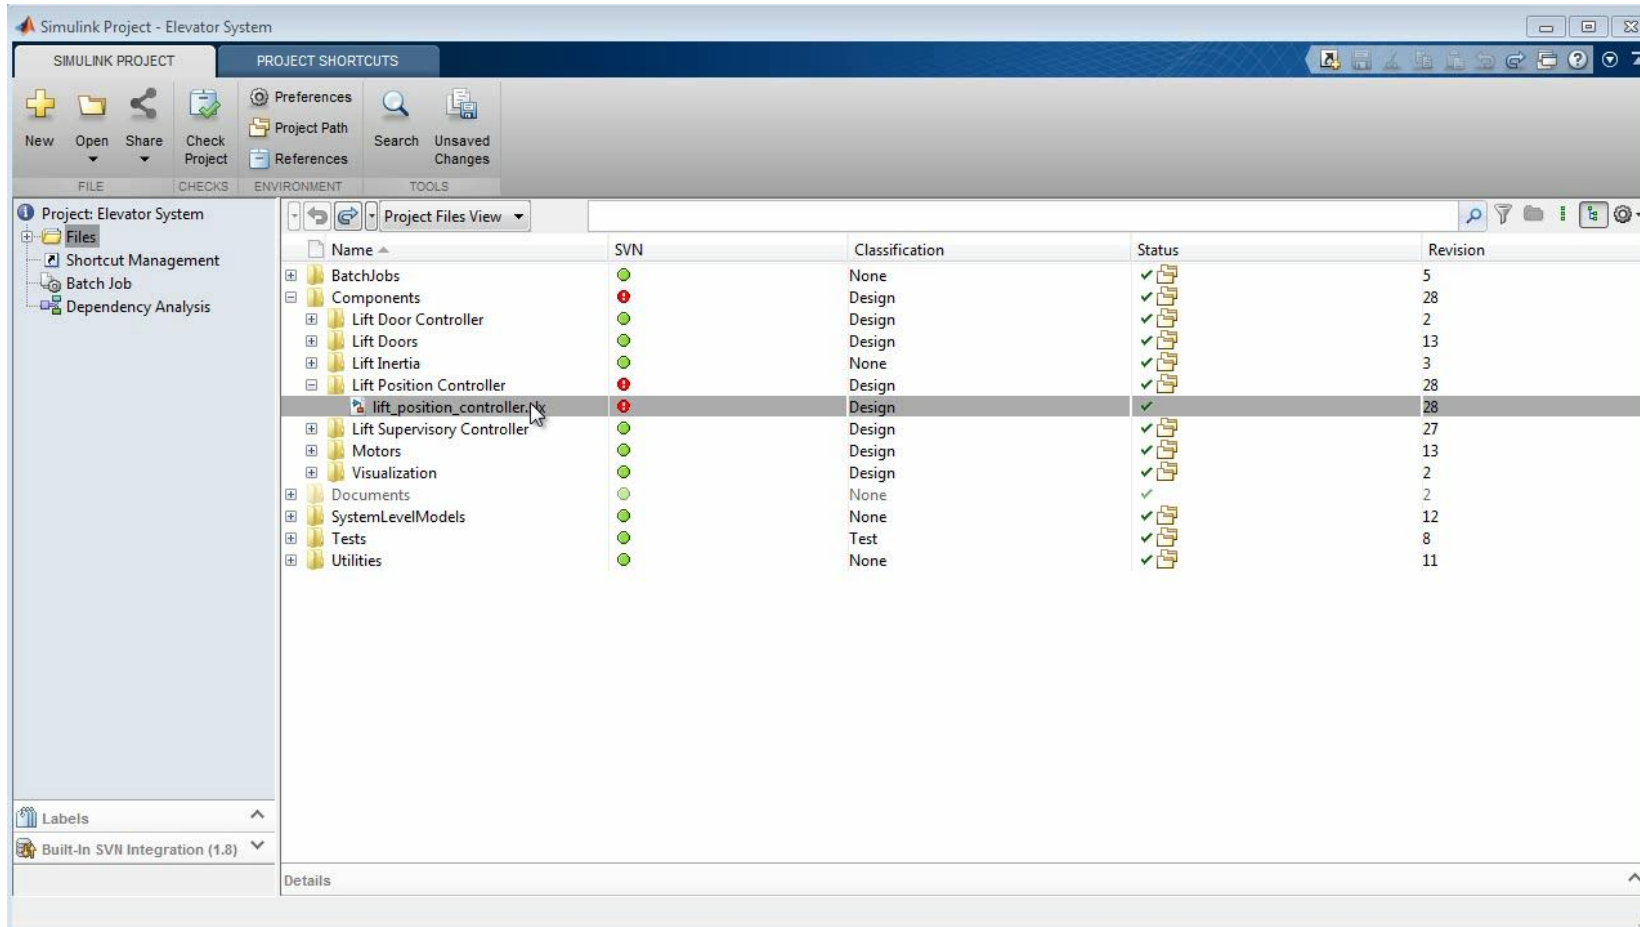 Simulink Project - Elevator System
SIMULINK PROJECT PROJECT SHORTCUTS
New Open Share Check Project Preferences Project Path References Search Unsaved Changes
FILE CHECKS ENVIRONMENT TOOLS
Project: Elevator System
Files
Shortcut Management
Batch Job
Dependency Analysis
Labels
Built-In SVN Integration (1.8)
Project Files View
Name SVN Classification Status Revision
BatchJobs None 5
Components Design 28
Lift Door Controller Design 2
Lift Doors Design 13
Lift Inertia None 3
Lift Position Controller Design 28
lift_position_controller. Design 28
Lift Supervisory Controller Design 27
Motors Design 13
Visualization Design 2
Documents None 2
SystemLevelModels None 12
Tests Test 8
Utilities None 11
Details